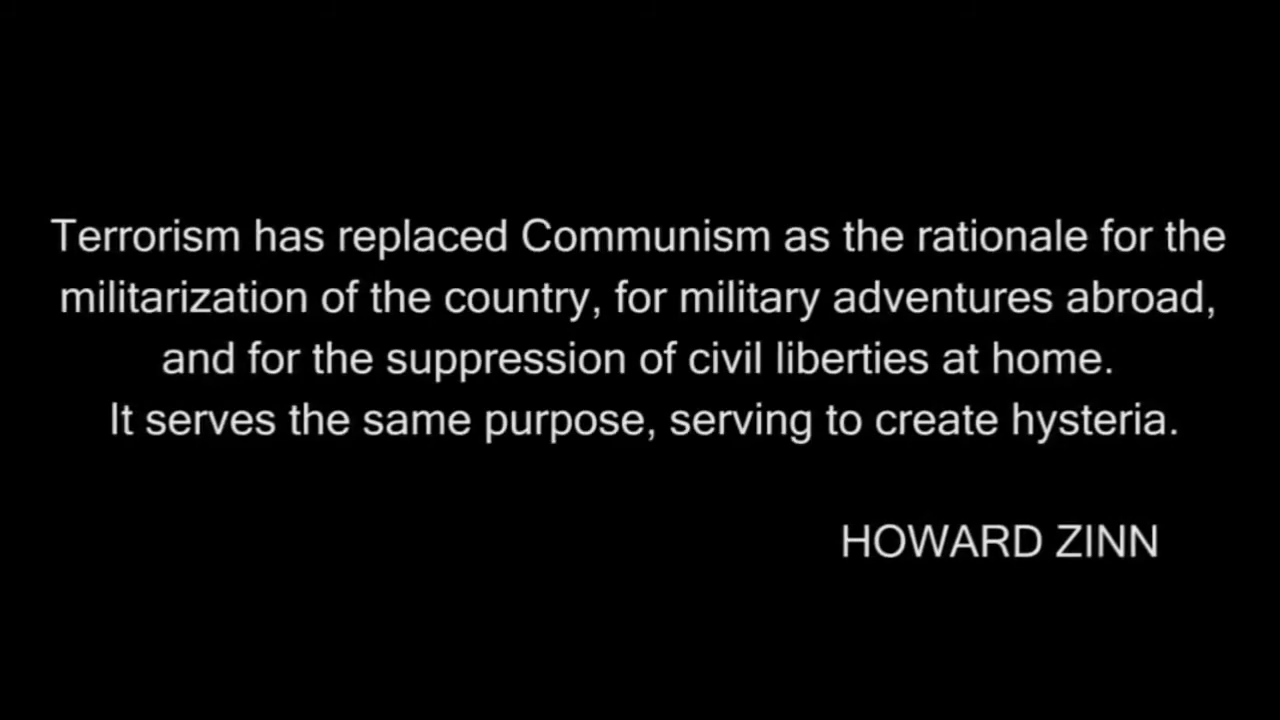 Terrorism has replaced Communism as the rationale for the
militarization of the country, for military adventures abroad,
and for the suppression of civil liberties at home.
It serves the same purpose, serving to create hysteria.
HOWARD ZINN